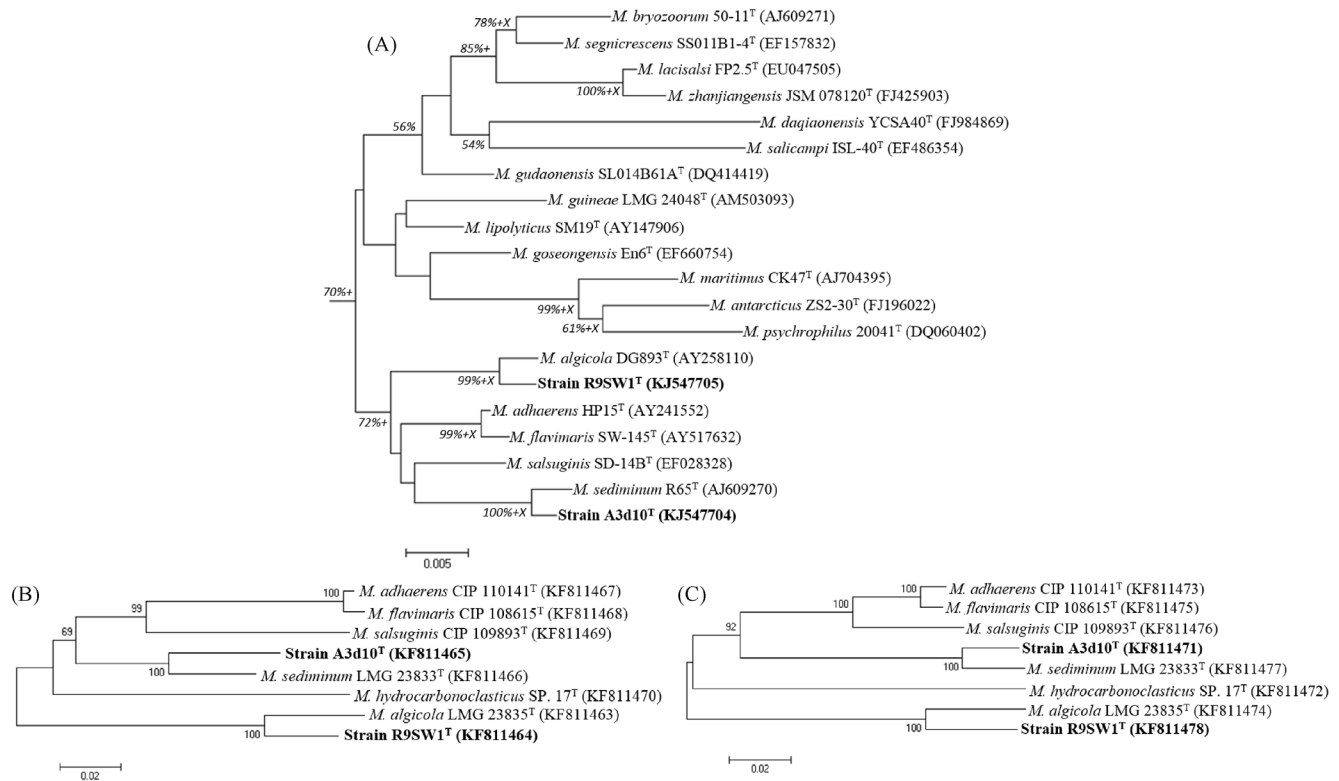 (A)
78%+X
M. bryozoorum 50-11T (AJ609271)
M. segnicrescens SS011B1-4T (EF157832)
85%+
M. lacisalsi FP2.5T (EU047505)
100%+X
M. zhanjiangensis JSM 078120T (FJ425903)
56%
M. daqiaonensis YCSA40T (FJ984869)
54%
M. salicampi ISL-40T (EF486354)
M. gudaonensis SL014B61AT (DQ414419)
M. guineae LMG 24048T (AM503093)
M. lipolyticus SM19T (AY147906)
M. goseongensis En6T (EF660754)
M. maritimus CK47T (AJ704395)
70%+
99%+X
M. antarcticus ZS2-30T (FJ196022)
61%+X
M. psychrophilus 20041T (DQ060402)
M. algicola DG893T (AY258110)
99%+X
Strain R9SW1T (KJ547705)
72%+
M. adhaerens HP15T (AY241552)
99%+X
M. flavimaris SW-145T (AY517632)
M. salsuginis SD-14BT (EF028328)
M. sediminum R65T (AJ609270)
100%+X
Strain A3d10T (KJ547704)
0.005
(B)
100
M. adhaerens CIP 110141T (KF811467)
99
M. flavimaris CIP 108615T (KF811468)
69
M. salsuginis CIP 109893T (KF811469)
Strain A3d10T (KF811465)
100
M. sediminum LMG 23833T (KF811466)
M. hydrocarbonoclasticus SP. 17T (KF811470)
M. algicola LMG 23835T (KF811463)
100
Strain R9SW1T (KF811464)
0.02
(C)
100
M. adhaerens CIP 110141T (KF811473)
100
M. flavimaris CIP 108615T (KF811475)
92
M. salsuginis CIP 109893T (KF811476)
Strain A3d10T (KF811471)
100
M. sediminum LMG 23833T (KF811477)
M. hydrocarbonoclasticus SP. 17T (KF811472)
M. algicola LMG 23835T (KF811474)
100
Strain R9SW1T (KF811478)
0.02